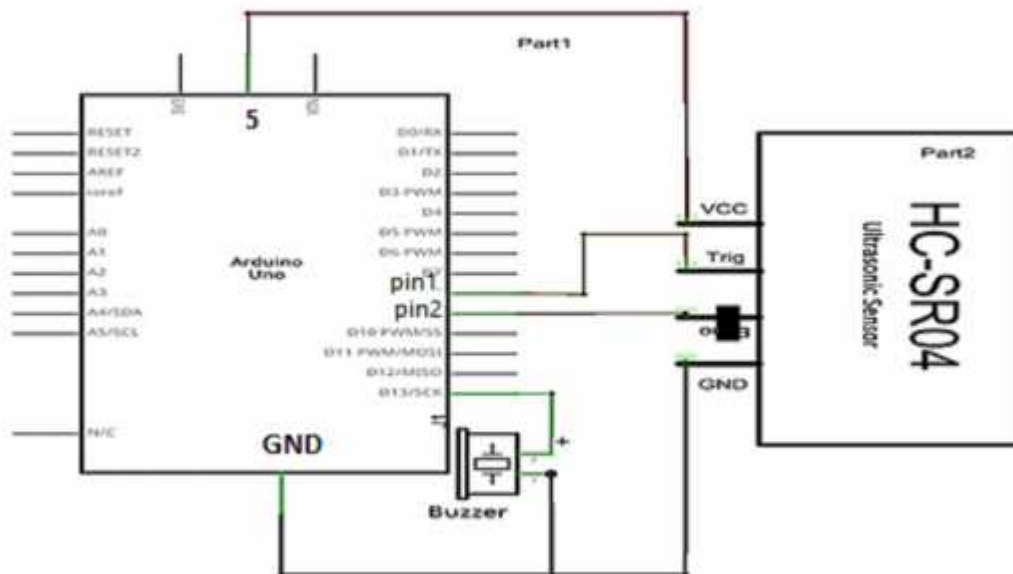 Part1
5
VIN
RESET
RESET2
AREF
ioref
A0
A1
A2
A3
A4/SDA
A5/SCL
N/C
Arduino
Uno
D0/RX
D1/TX
D2
D3 PWM
D4
D5 PWM
D6 PWM
pin1
pin2
D10 PWM/SS
D11 PWM/MOSI
D12/MISO
D13/SCK
J1
GND
+
Buzzer
Part2
VCC
Trig
GND
HC-SR04
Ultrasonic Sensor